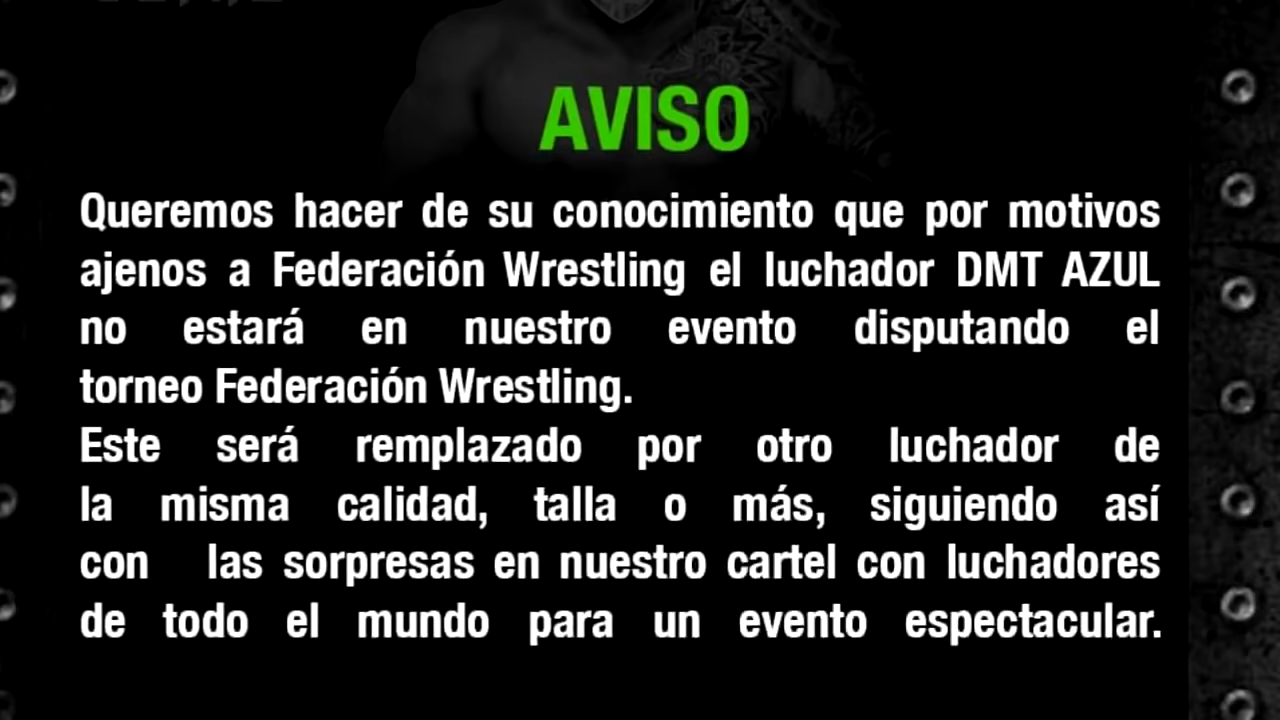 AVISO
Queremos hacer de su conocimiento que por motivos
ajenos a Federación Wrestling el luchador DMT AZUL
no estará en nuestro evento disputando el
torneo Federación Wrestling.
Este será remplazado por otro luchador de
la misma calidad, talla o más, siguiendo así
con las sorpresas en nuestro cartel con luchadores
de todo el mundo para un evento espectacular.